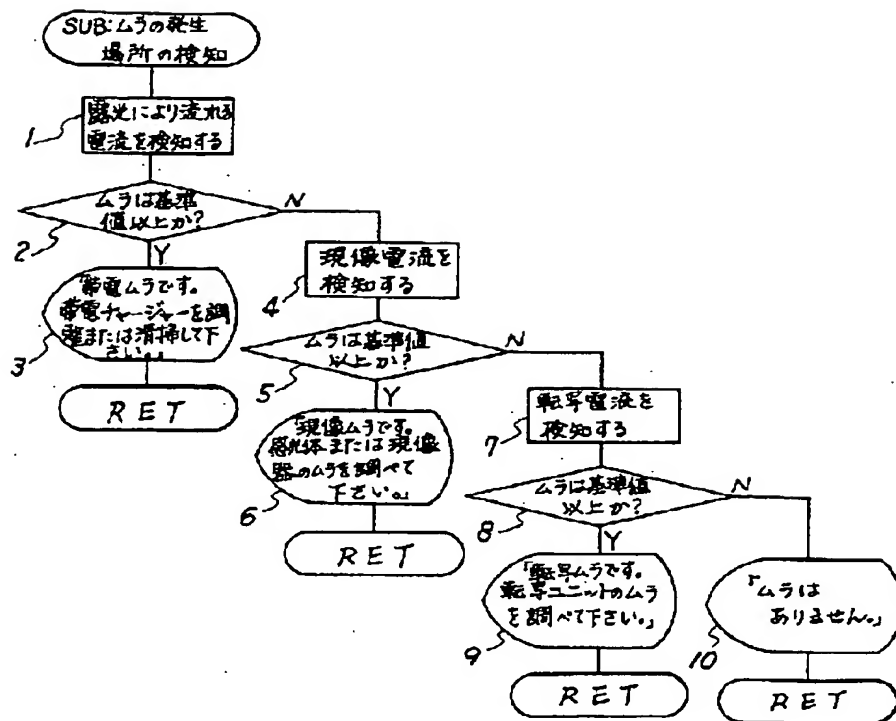 SUB:ムラの発生
場所の検知
1
露光により流れる
電流を検知する
2
ムラは基準
値以上か?
N
Y
3
「帯電ムラです。
帯電チャージャーを調
整または清掃して下
さい。」
RET
4
現像電流を
検知する
5
ムラは基準値
以上か?
N
Y
6
「現像ムラです。
感光体または現像
器のムラを調べて
下さい。」
RET
7
転写電流を
検知する
8
ムラは基準値
以上か?
N
Y
9
「転写ムラです。
転写ユニットのムラ
を調べて下さい。」
RET
10
「ムラは
ありません。」
RET